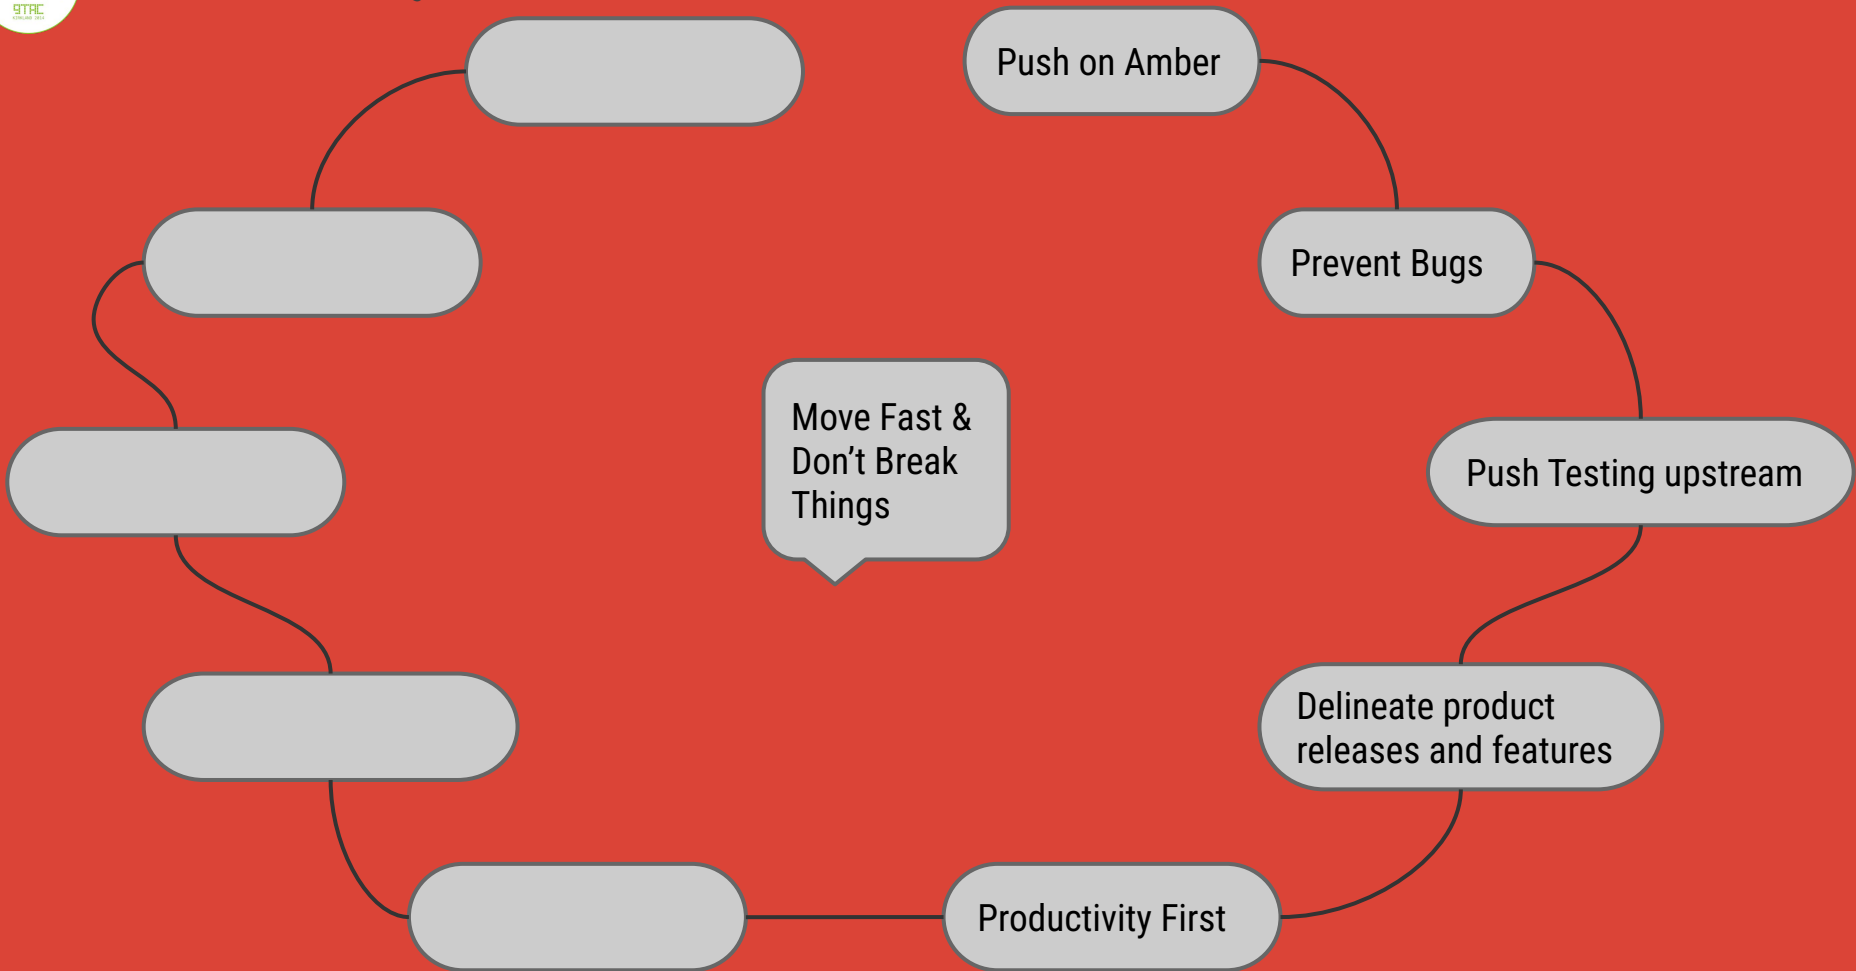 GTAC
Push on Amber
Prevent Bugs
Move Fast &
Don’t Break
Things
Push Testing upstream
Delineate product
releases and features
Productivity First